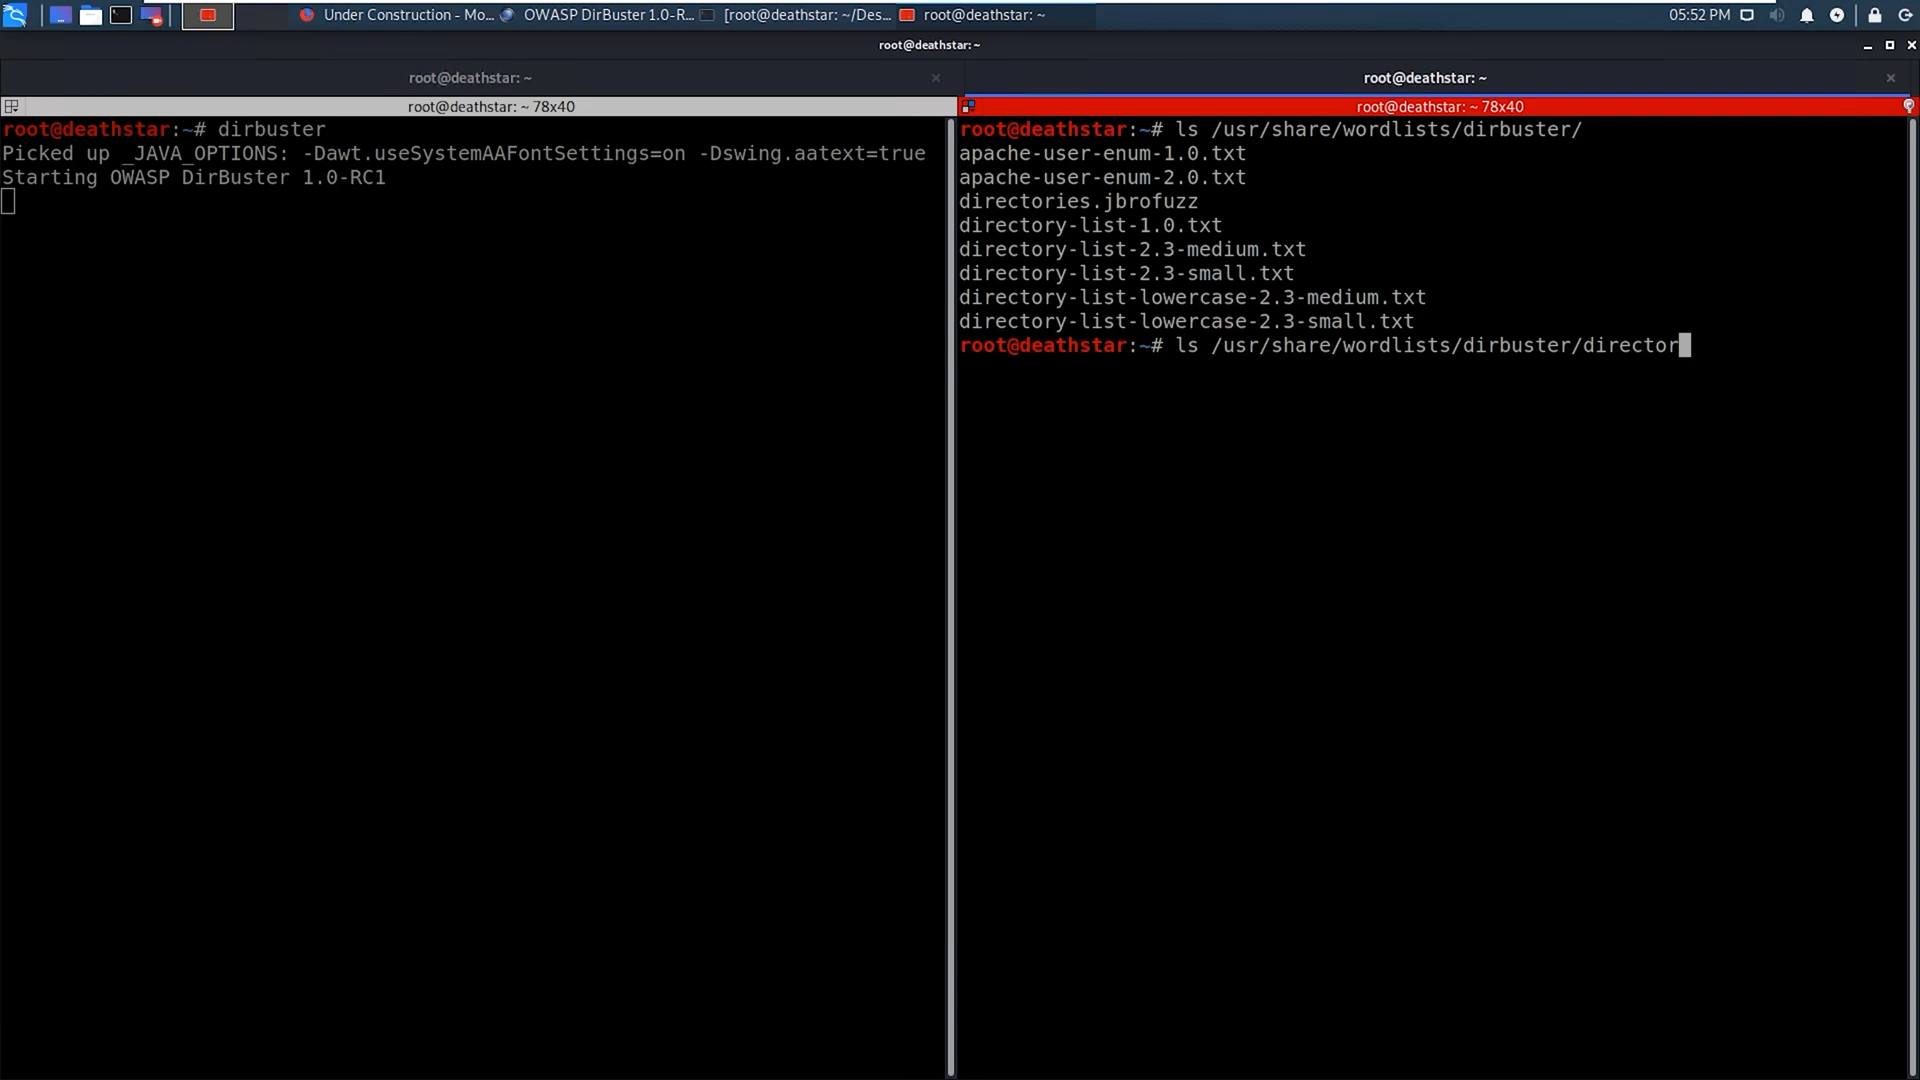 Under Construction - Mo...
OWASP DirBuster 1.0-R...
[root@deathstar: ~/Des...
root@deathstar: ~
05:52 PM
root@deathstar: ~
root@deathstar: ~
root@deathstar: ~
root@deathstar: ~ 78x40
root@deathstar: ~ 78x40
root@deathstar:~# dirbuster
Picked up _JAVA_OPTIONS: -Dawt.useSystemAAFontSettings=on -Dswing.aatext=true
Starting OWASP DirBuster 1.0-RC1
root@deathstar:~# ls /usr/share/wordlists/dirbuster/
apache-user-enum-1.0.txt
apache-user-enum-2.0.txt
directories.jbrofuzz
directory-list-1.0.txt
directory-list-2.3-medium.txt
directory-list-2.3-small.txt
directory-list-lowercase-2.3-medium.txt
directory-list-lowercase-2.3-small.txt
root@deathstar:~# ls /usr/share/wordlists/dirbuster/director